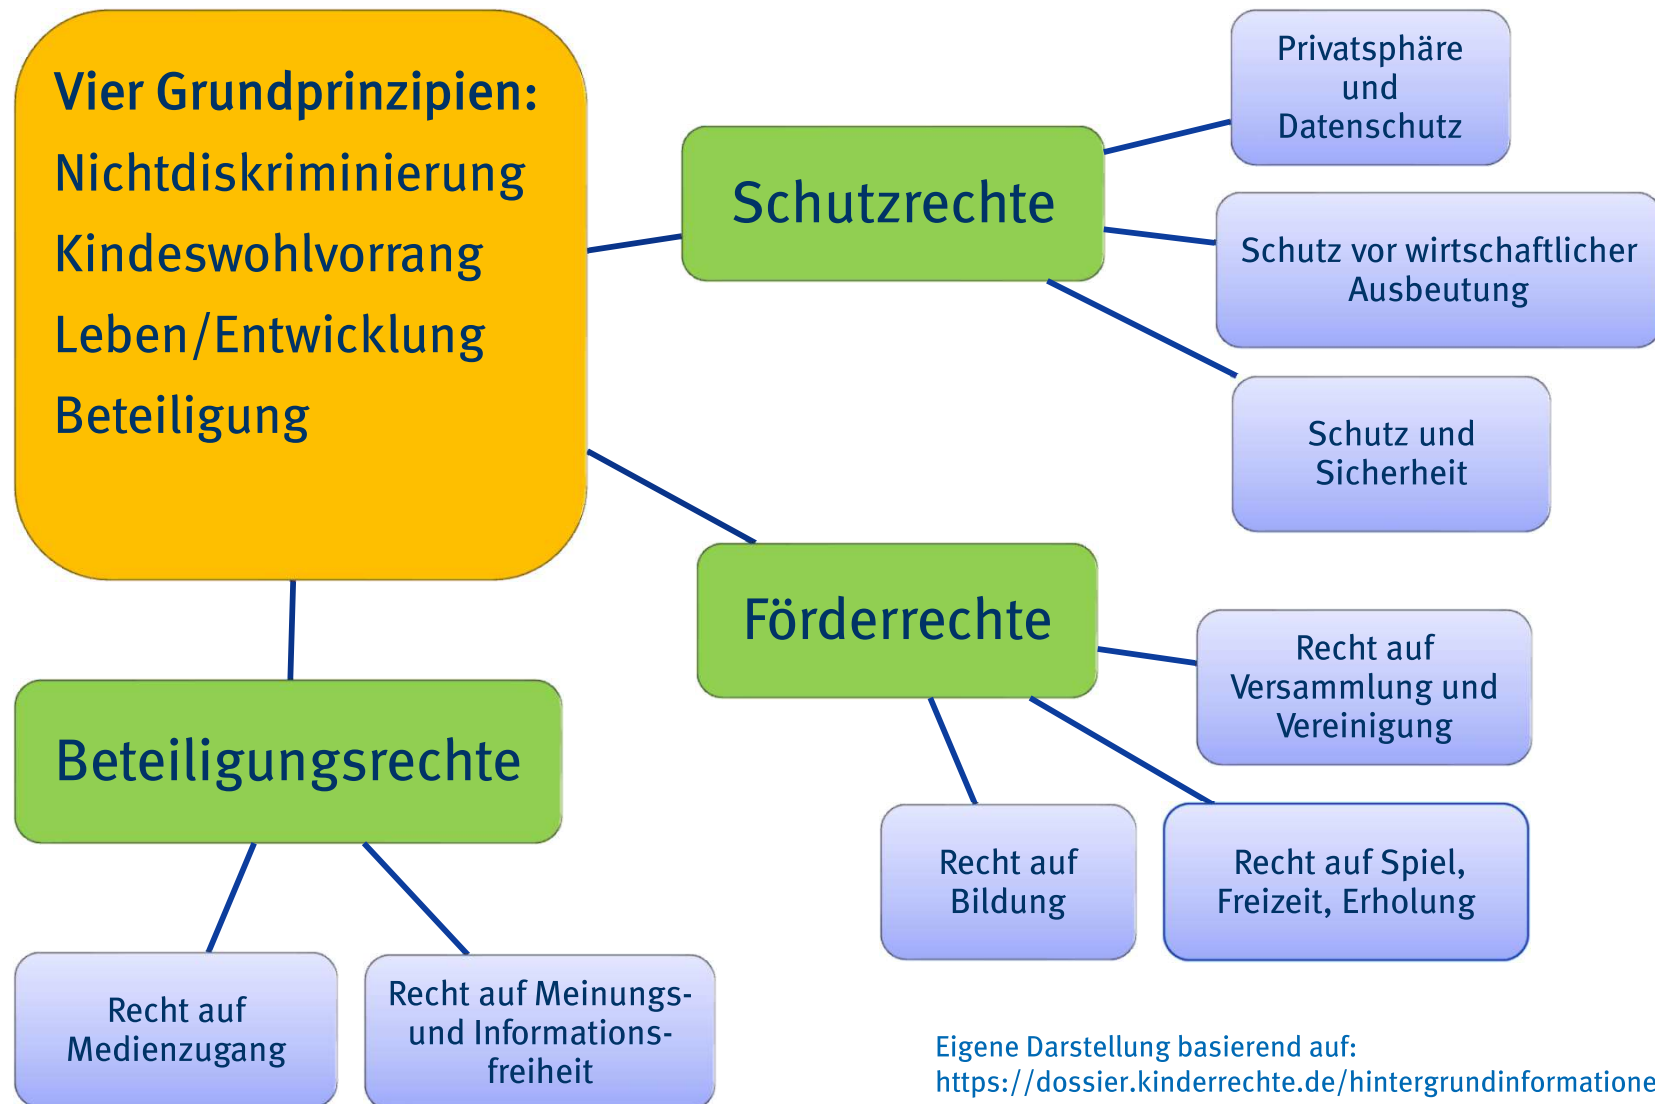 Vier Grundprinzipien:
Nichtdiskriminierung
Kindeswohlvorrang
Leben/Entwicklung
Beteiligung
Schutzrechte
Privatsphäre
und
Datenschutz
Schutz vor wirtschaftlicher
Ausbeutung
Schutz und
Sicherheit
Förderrechte
Recht auf
Versammlung und
Vereinigung
Recht auf
Bildung
Recht auf Spiel,
Freizeit, Erholung
Beteiligungsrechte
Recht auf
Medienzugang
Recht auf Meinungs-
und Informations-
freiheit
Eigene Darstellung basierend auf:
https://dossier.kinderrechte.de/hintergrundinformatione